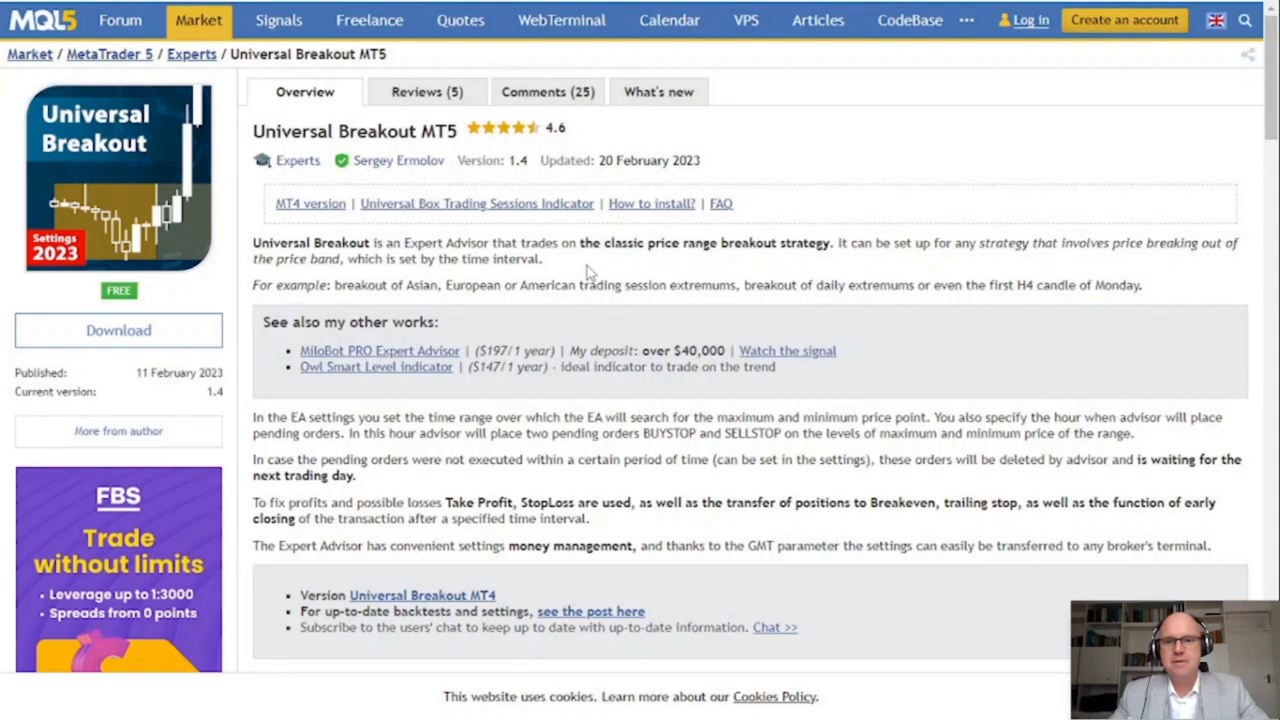 MQL5 Forum Market Signals Freelance Quotes WebTerminal Calendar VPS Articles CodeBase ••• Log in Create an account
Market / MetaTrader 5 / Experts / Universal Breakout MT5
Universal
Breakout
Settings
2023
FREE
Download
Published: 11 February 2023
Current version: 1.4
More from author
FBS
Trade
without limits
• Leverage up to 1:3000
• Spreads from 0 points
Overview Reviews (5) Comments (25) What's new
Universal Breakout MT5 4.6
Experts Sergey Ermolov Version: 1.4 Updated: 20 February 2023
MT4 version | Universal Box Trading Sessions Indicator | How to install? | FAQ
Universal Breakout is an Expert Advisor that trades on the classic price range breakout strategy. It can be set up for any strategy that involves price breaking out of
the price band, which is set by the time interval.
For example: breakout of Asian, European or American trading session extremums, breakout of daily extremums or even the first H4 candle of Monday.
See also my other works:
MiloBot PRO Expert Advisor | ($197/1 year) | My deposit: over $40,000 | Watch the signal
Owl Smart Level indicator | ($147/1 year) - ideal indicator to trade on the trend
In the EA settings you set the time range over which the EA will search for the maximum and minimum price point. You also specify the hour when advisor will place
pending orders. In this hour advisor will place two pending orders BUYSTOP and SELLSTOP on the levels of maximum and minimum price of the range.
In case the pending orders were not executed within a certain period of time (can be set in the settings), these orders will be deleted by advisor and is waiting for the
next trading day.
To fix profits and possible losses Take Profit, StopLoss are used, as well as the transfer of positions to Breakeven, trailing stop, as well as the function of early
closing of the transaction after a specified time interval.
The Expert Advisor has convenient settings money management, and thanks to the GMT parameter the settings can easily be transferred to any broker's terminal.
Version Universal Breakout MT4
For up-to-date backtests and settings, see the post here
Subscribe to the users' chat to keep up to date with up-to-date information. Chat >>
This website uses cookies. Learn more about our Cookies Policy.